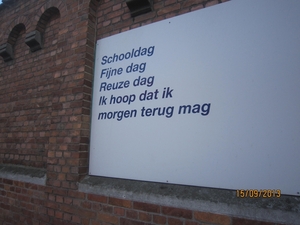 Schooldag
Fijne dag
Reuze dag
Ik hoop dat ik
morgen terug mag
15/09/2013